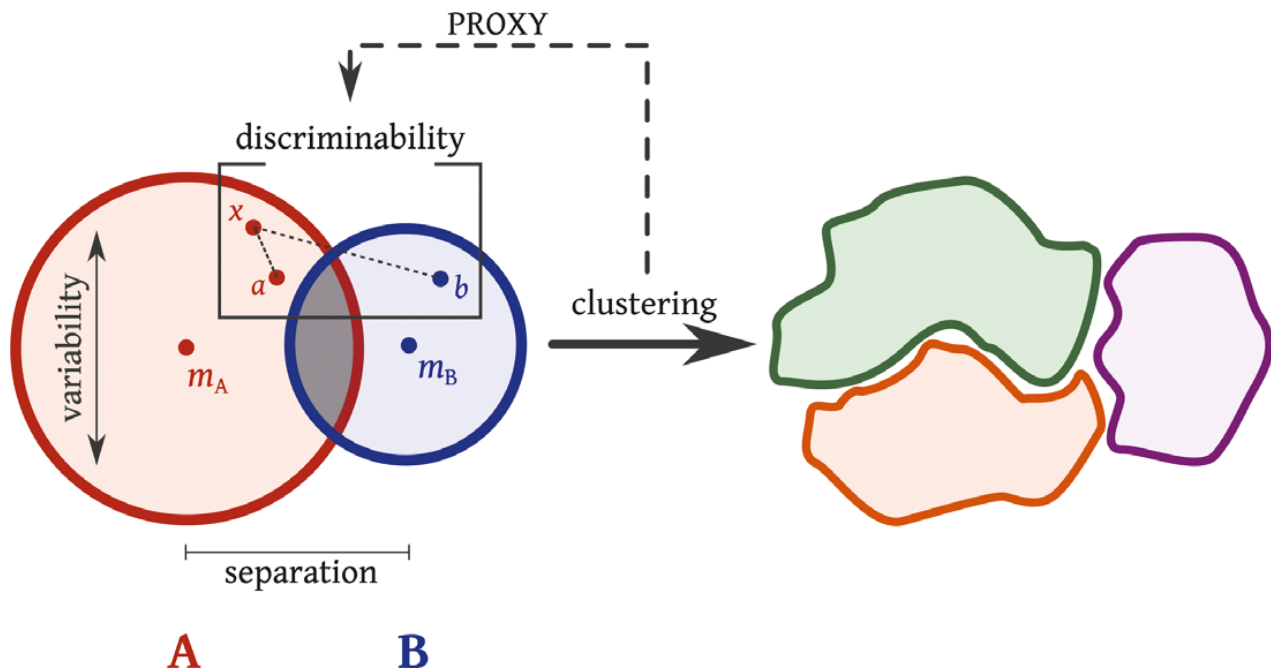 PROXY
discriminability
x
a
b
variability
clustering
m_A
m_B
separation
A
B